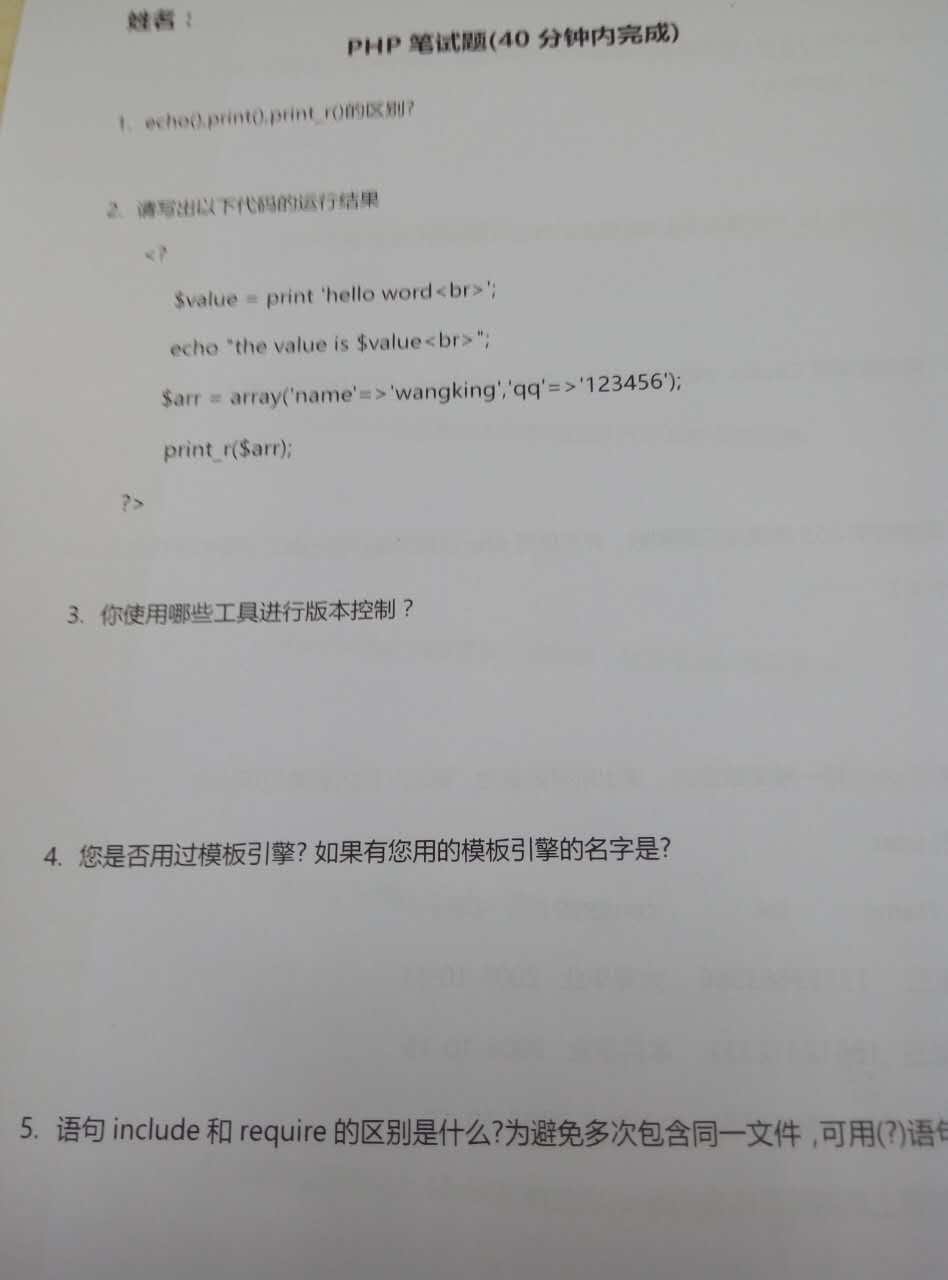 姓名：
PHP 笔试题(40 分钟内完成)
1. echo(),print(),print_r()的区别?
2. 请写出以下代码的运行结果
<?
$value = print 'hello word<br>';
echo "the value is $value<br>";
$arr = array('name'=>'wangking','qq'=>'123456');
print_r($arr);
?>
3. 你使用哪些工具进行版本控制？
4. 您是否用过模板引擎? 如果有您用的模板引擎的名字是?
5. 语句 include 和 require 的区别是什么?为避免多次包含同一文件 ,可用(?)语句